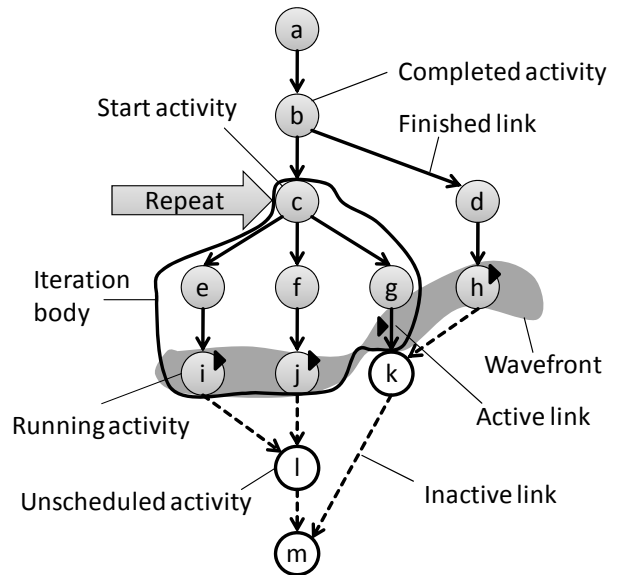 a
Completed activity
Start activity
b
Finished link
Repeat
c
d
Iteration
body
e
f
g
h
Wavefront
i
j
k
Running activity
Active link
l
Unscheduled activity
Inactive link
m